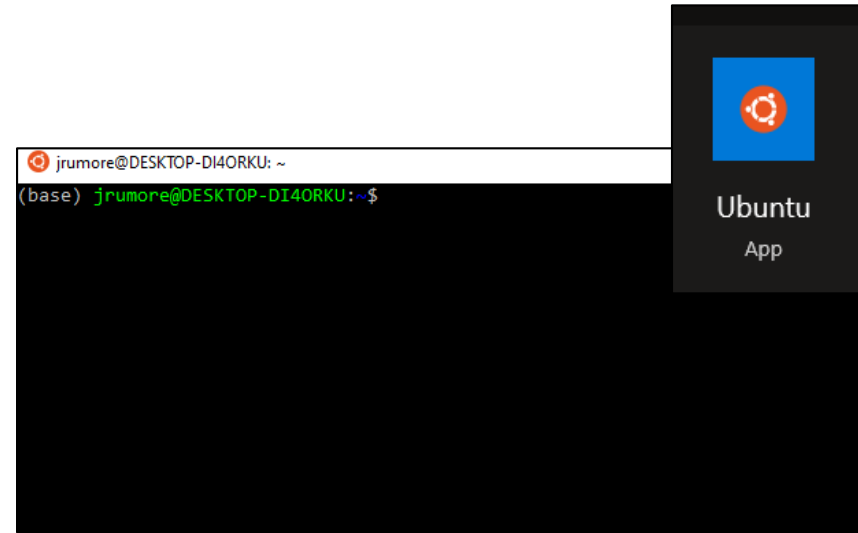 jrumore@DESKTOP-DI4ORKU: ~
(base) jrumore@DESKTOP-DI4ORKU:~$
Ubuntu
App